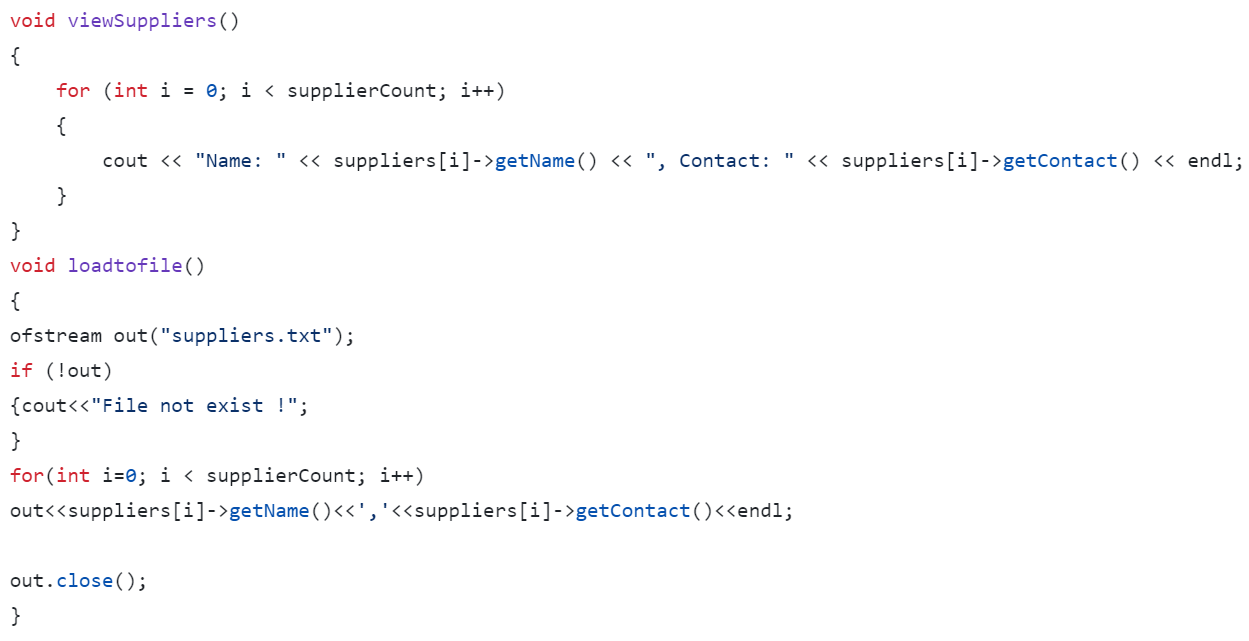 void viewSuppliers()
{
    for (int i = 0; i < supplierCount; i++)
    {
        cout << "Name: " << suppliers[i]->getName() << ", Contact: " << suppliers[i]->getContact() << endl;
    }
}
void loadtofile()
{
ofstream out("suppliers.txt");
if (!out)
{cout<<"File not exist !";
}
for(int i=0; i < supplierCount; i++)
out<<suppliers[i]->getName()<<','<<suppliers[i]->getContact()<<endl;

out.close();
}